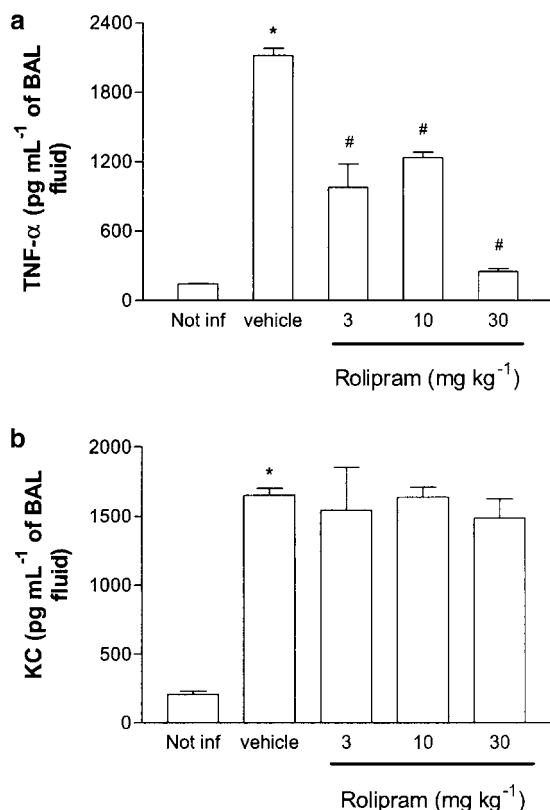 a
TNF-α (pg mL⁻¹ of BAL
fluid)
2400
1800
1200
600
0
*
#
#
#
Not inf vehicle 3 10 30
Rolipram (mg kg⁻¹)
b
KC (pg mL⁻¹ of BAL
fluid)
2000
1500
1000
500
0
*
Not inf vehicle 3 10 30
Rolipram (mg kg⁻¹)